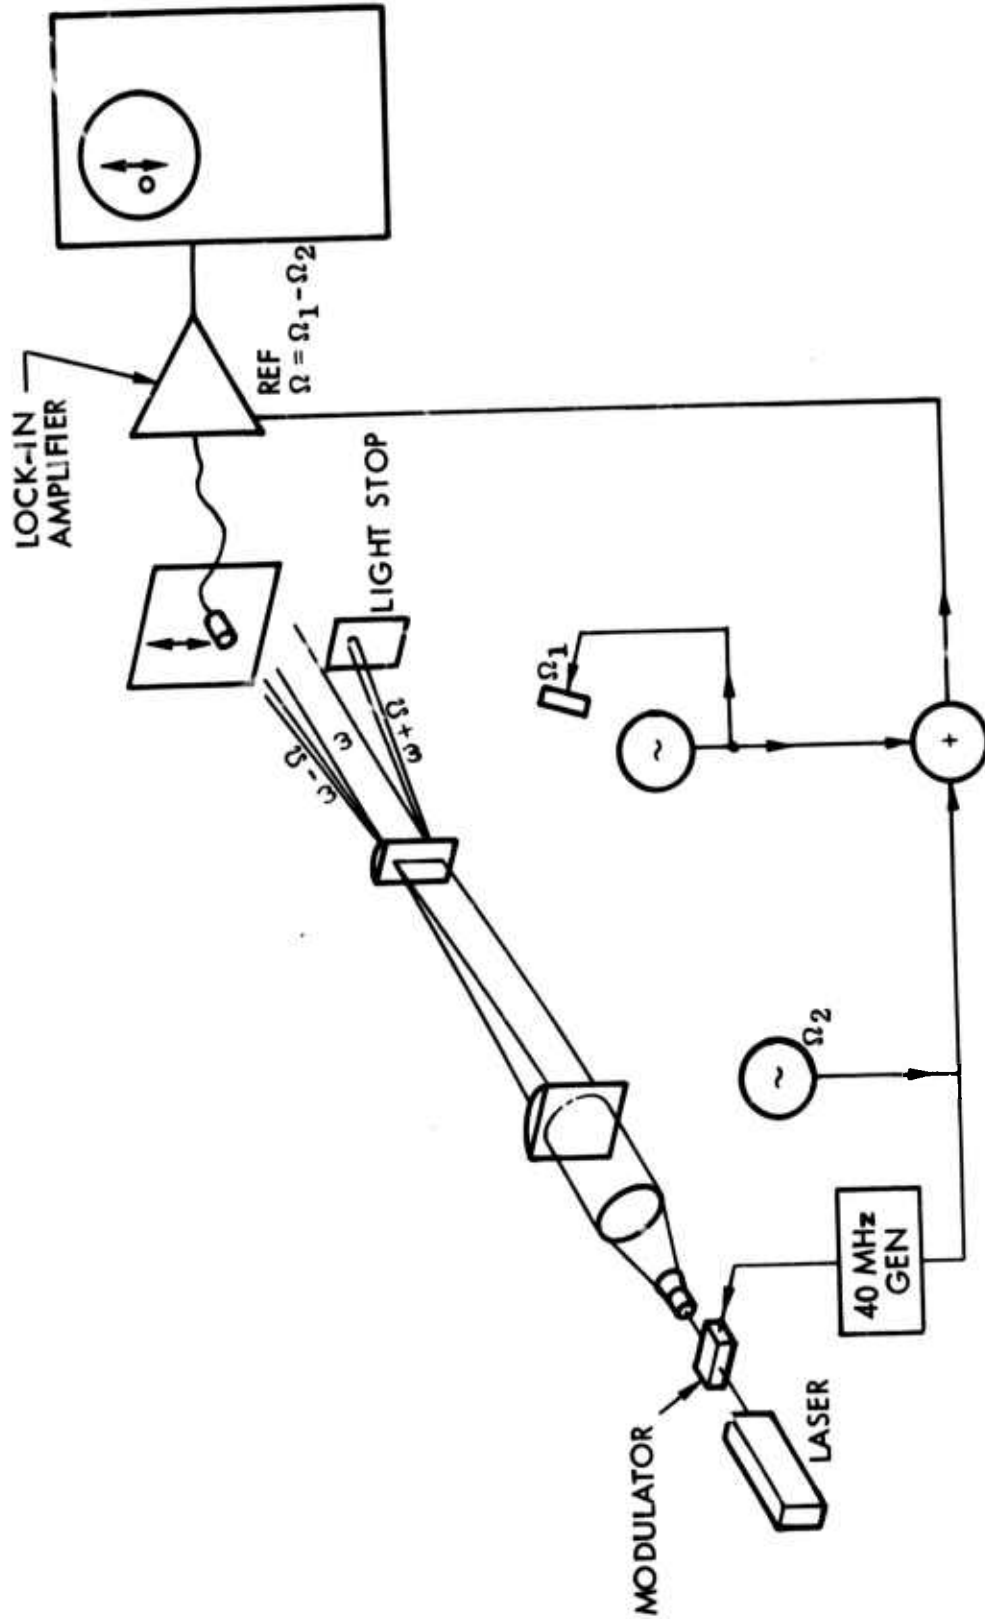 LOCK-IN
AMPLIFIER
REF
Ω = Ω₁-Ω₂
LIGHT STOP
ω - Ω
ω
ω + Ω
Ω₁
~
+
Ω₂
~
40 MHz
GEN
MODULATOR
LASER